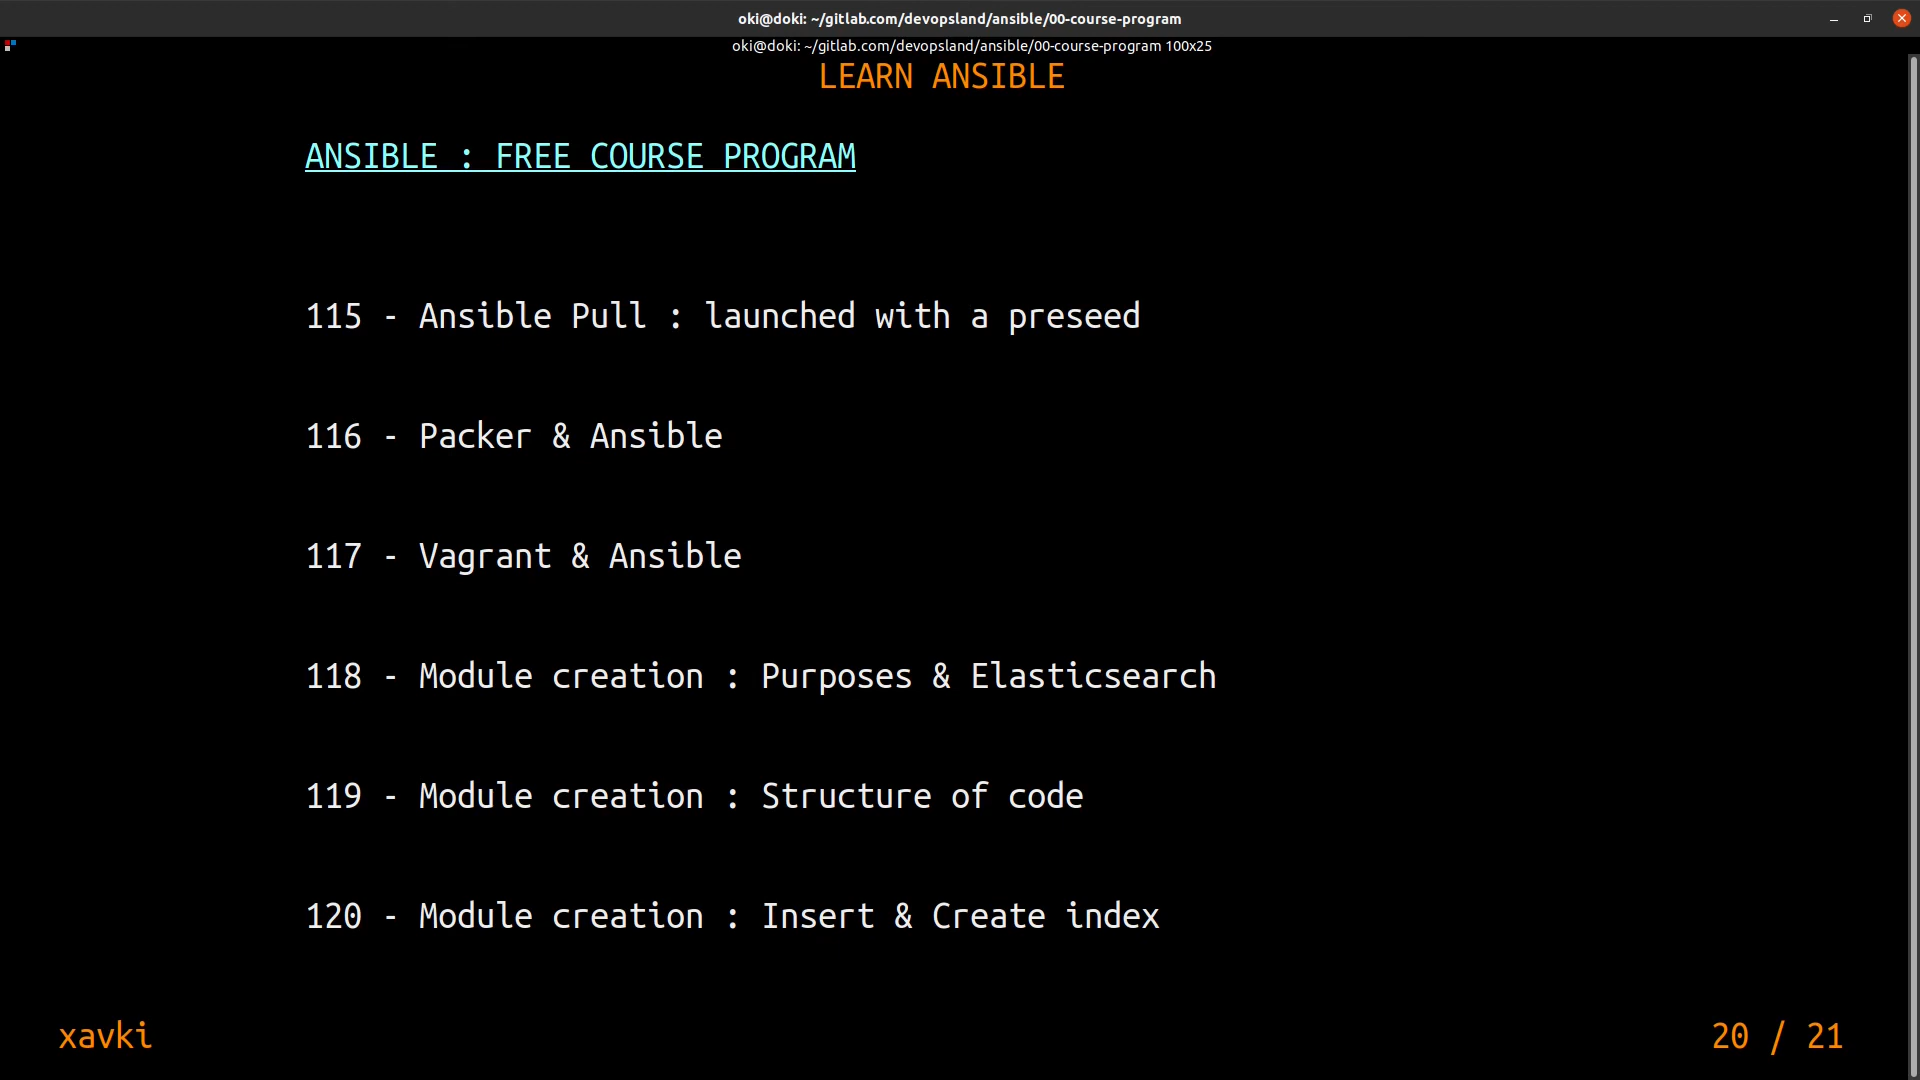 oki@doki: ~/gitlab.com/devopsland/ansible/00-course-program
oki@doki: ~/gitlab.com/devopsland/ansible/00-course-program 100x25
LEARN ANSIBLE
ANSIBLE : FREE COURSE PROGRAM
115 - Ansible Pull : launched with a preseed
116 - Packer & Ansible
117 - Vagrant & Ansible
118 - Module creation : Purposes & Elasticsearch
119 - Module creation : Structure of code
120 - Module creation : Insert & Create index
xavki
20 / 21